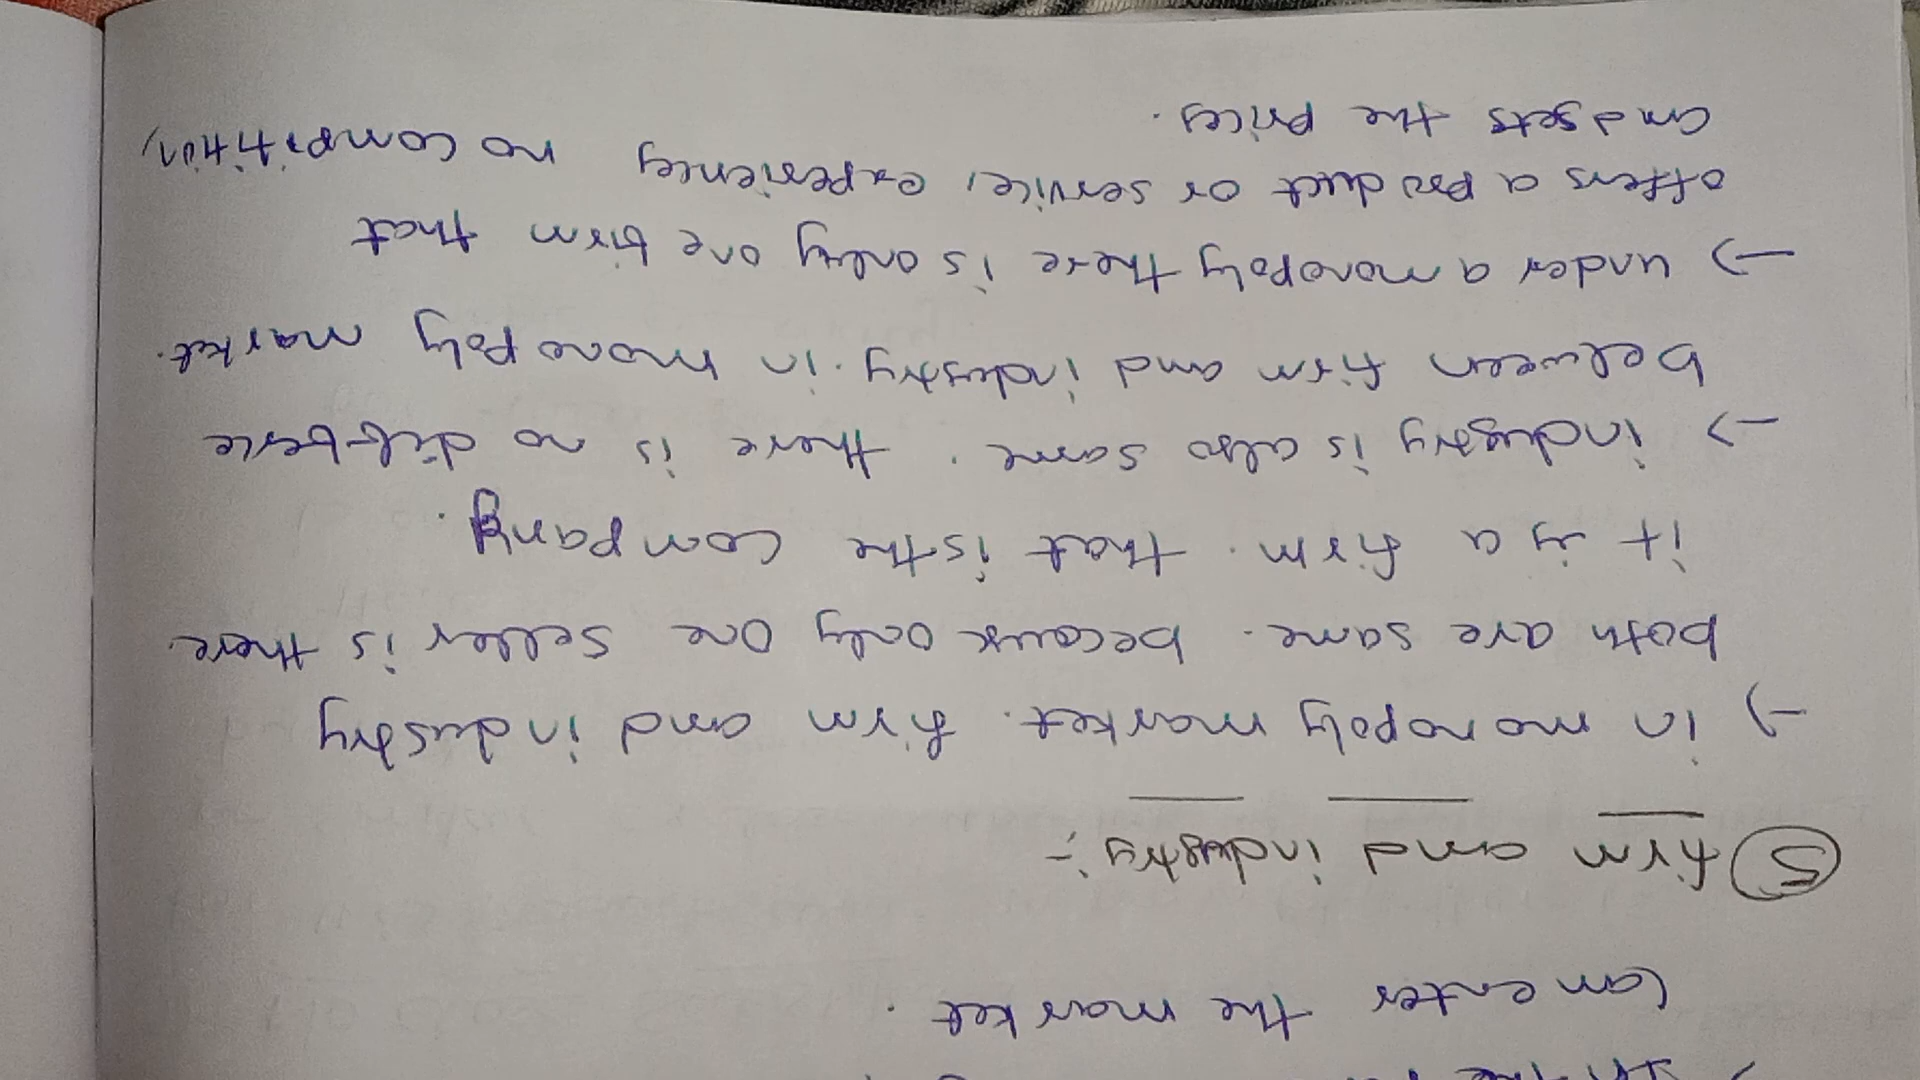 can enter the market.
⑤ firm and industry :-
→ in monopoly market. firm and industry
both are same. because only one seller is there.
it is a firm. that is the company.
→ industry is also same. there is no differnce
between firm and industry. in monopoly market.
→ under a monopoly there is only one firm that
offers a product or service, experiency no compitition,
and sets the prices.